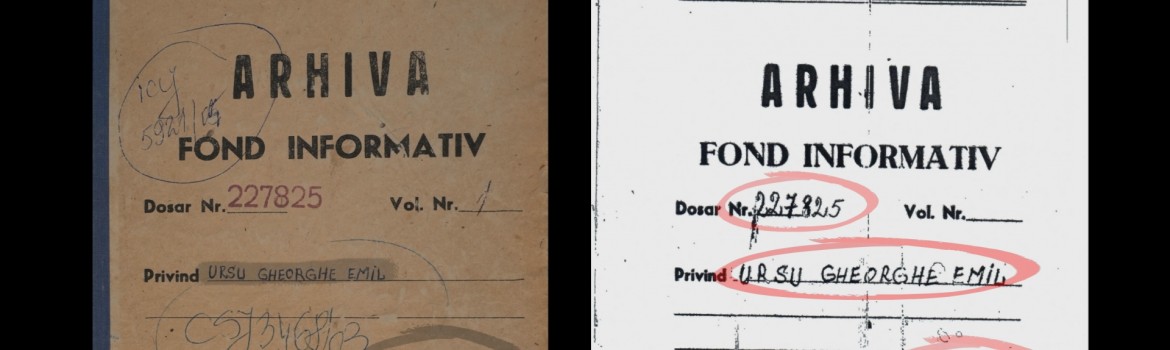 ARHIVA
FOND INFORMATIV
Dosar Nr. 227825 Vol. Nr. 1
Privind URSU GHEORGHE EMIL
ARHIVA
FOND INFORMATIV
Dosar Nr. 227825 Vol. Nr.
Privind URSU GHEORGHE EMIL